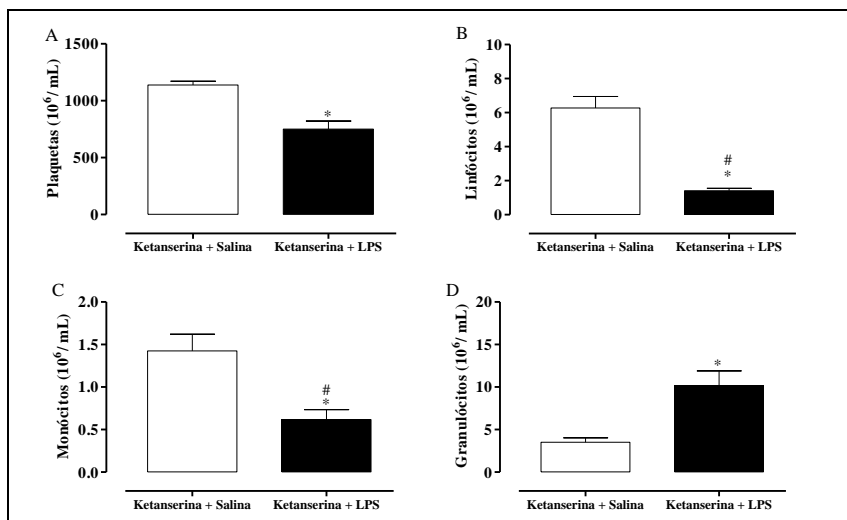 A
Plaquetas (10⁶/ mL)
1500
1000
500
0
*
Ketanserina + Salina Ketanserina + LPS
B
Linfócitos (10⁶/ mL)
10
8
6
4
2
0
#
*
Ketanserina + Salina Ketanserina + LPS
C
Monócitos (10⁶/ mL)
2.0
1.5
1.0
0.5
0.0
#
*
Ketanserina + Salina Ketanserina + LPS
D
Granulócitos (10⁶/ mL)
20
15
10
5
0
*
Ketanserina + Salina Ketanserina + LPS